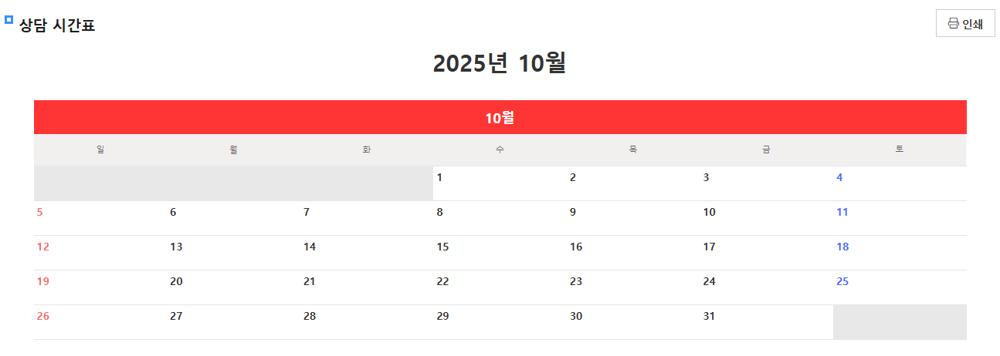 상담 시간표
인쇄
2025년 10월
10월
일 월 화 수 목 금 토
1 2 3 4
5 6 7 8 9 10 11
12 13 14 15 16 17 18
19 20 21 22 23 24 25
26 27 28 29 30 31